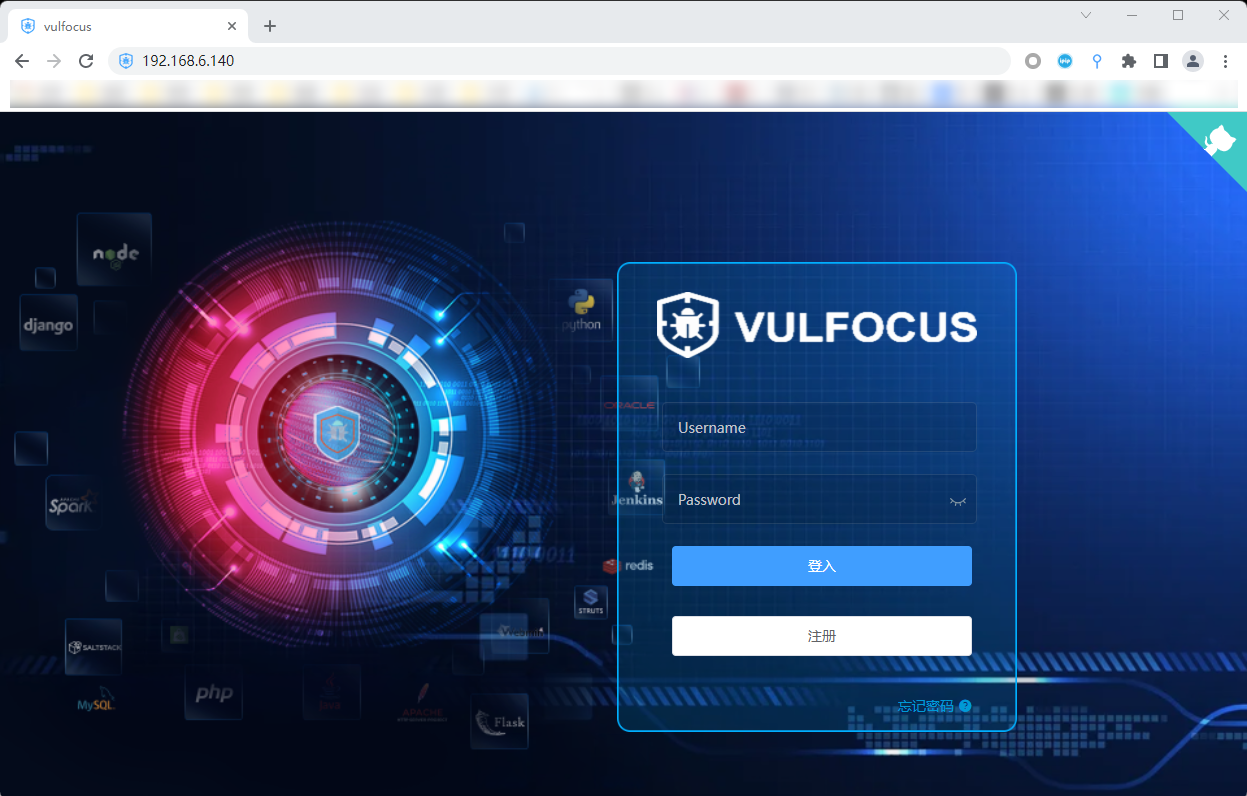 vulfocus
192.168.6.140
node
django
python
VULFOCUS
ORACLE
Username
APACHE
Spark
Jenkins
Password
登入
redis
STRUTS
注册
SALTSTACK
MySQL
php
java
APACHE
Flask
忘记密码